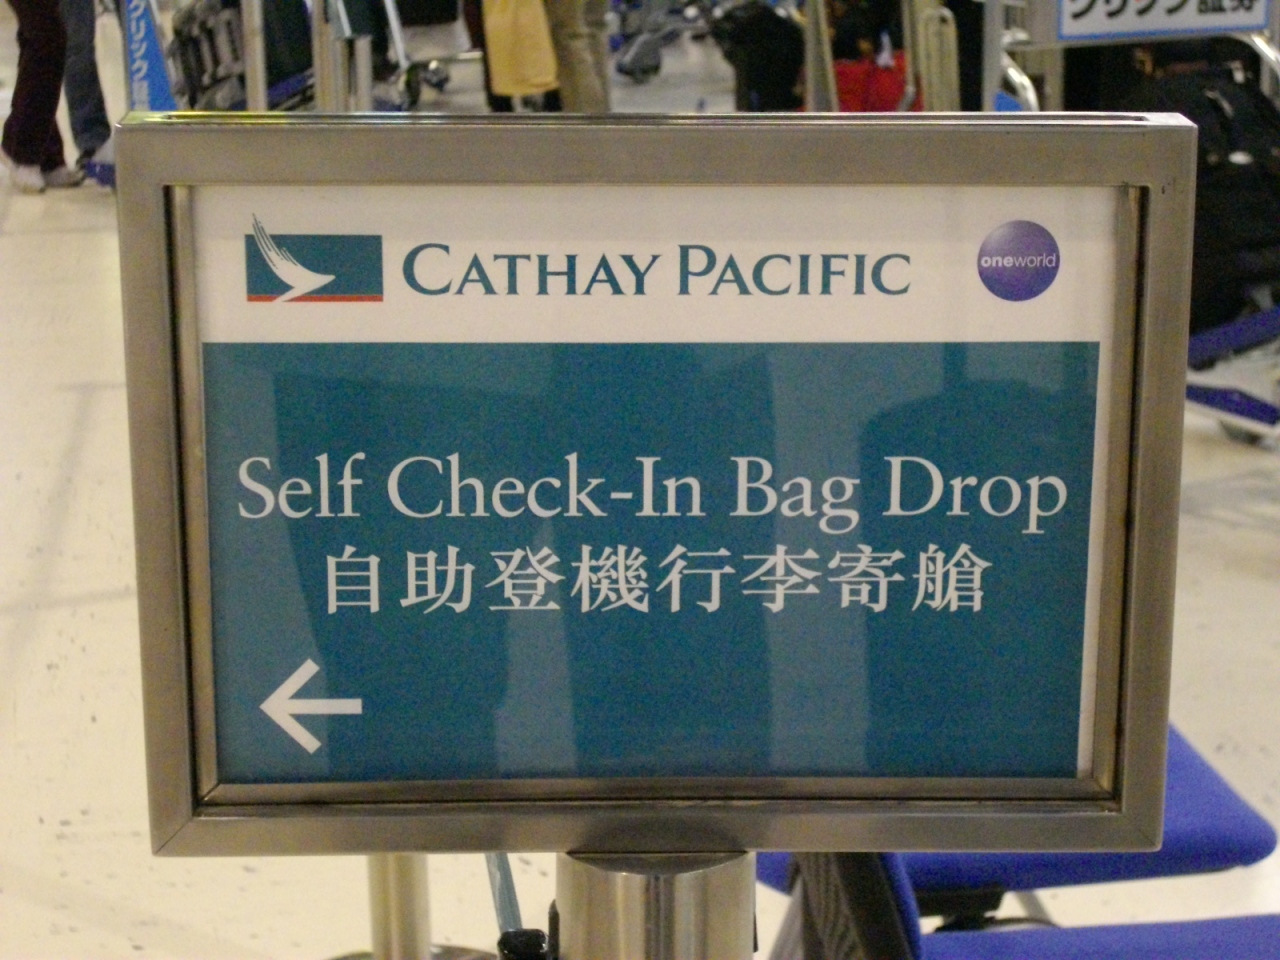 CATHAY PACIFIC
oneworld
Self Check-In Bag Drop
自助登機行李寄艙